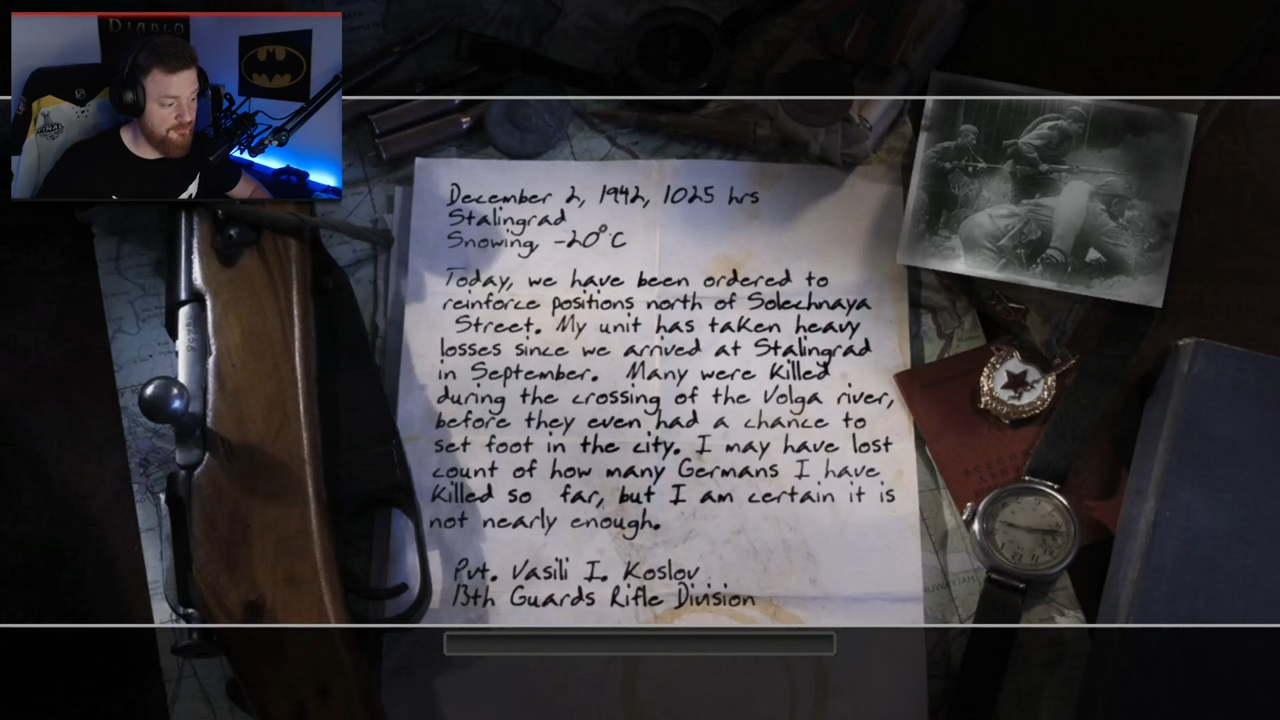 DIABLO
December 2, 1942, 1025 hrs
Stalingrad
Snowing, -20°C
Today, we have been ordered to
reinforce positions north of Solechnaya
Street. My unit has taken heavy
losses since we arrived at Stalingrad
in September. Many were killed
during the crossing of the Volga river,
before they even had a chance to
set foot in the city. I may have lost
count of how many Germans I have
killed so far, but I am certain it is
not nearly enough.
Pvt. Vasili I. Koslov
13th Guards Rifle Division